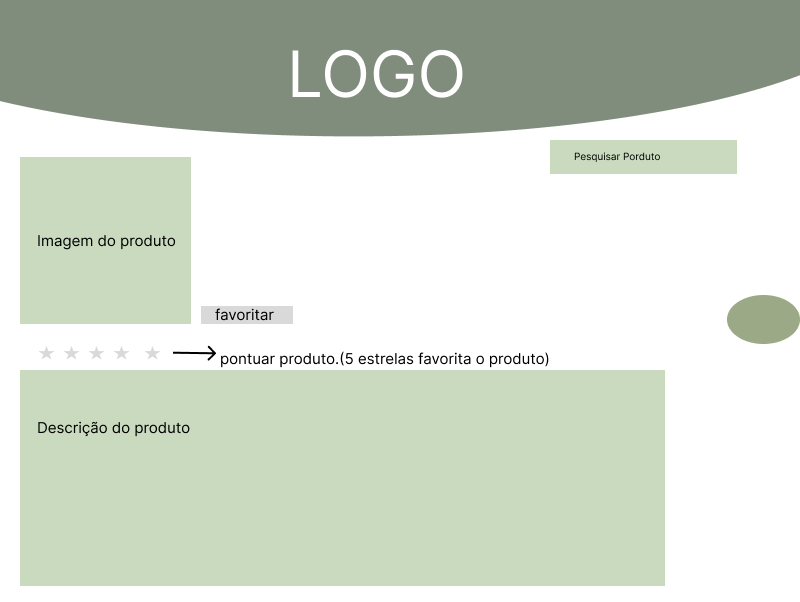 LOGO
Pesquisar Porduto
Imagem do produto
favoritar
pontuar produto.(5 estrelas favorita o produto)
Descrição do produto